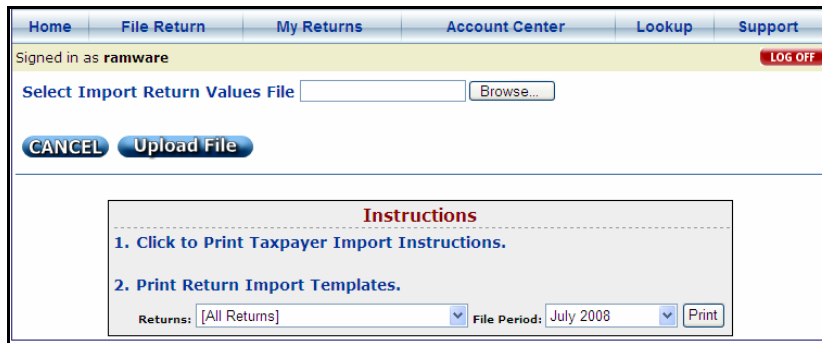 Home File Return My Returns Account Center Lookup Support
Signed in as ramware LOG OFF
Select Import Return Values File Browse...
CANCEL Upload File
Instructions
1. Click to Print Taxpayer Import Instructions.
2. Print Return Import Templates.
Returns: [All Returns] File Period: July 2008 Print